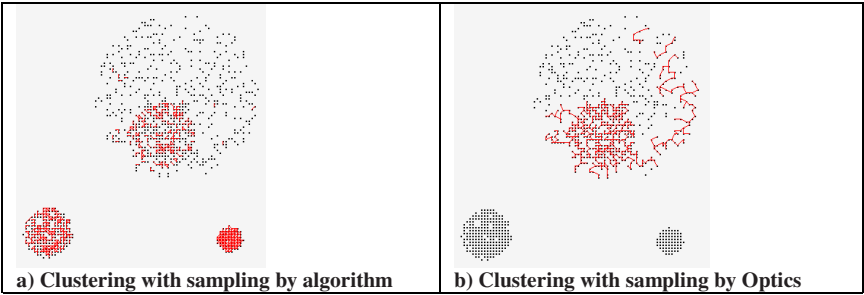 a) Clustering with sampling by algorithm
b) Clustering with sampling by Optics